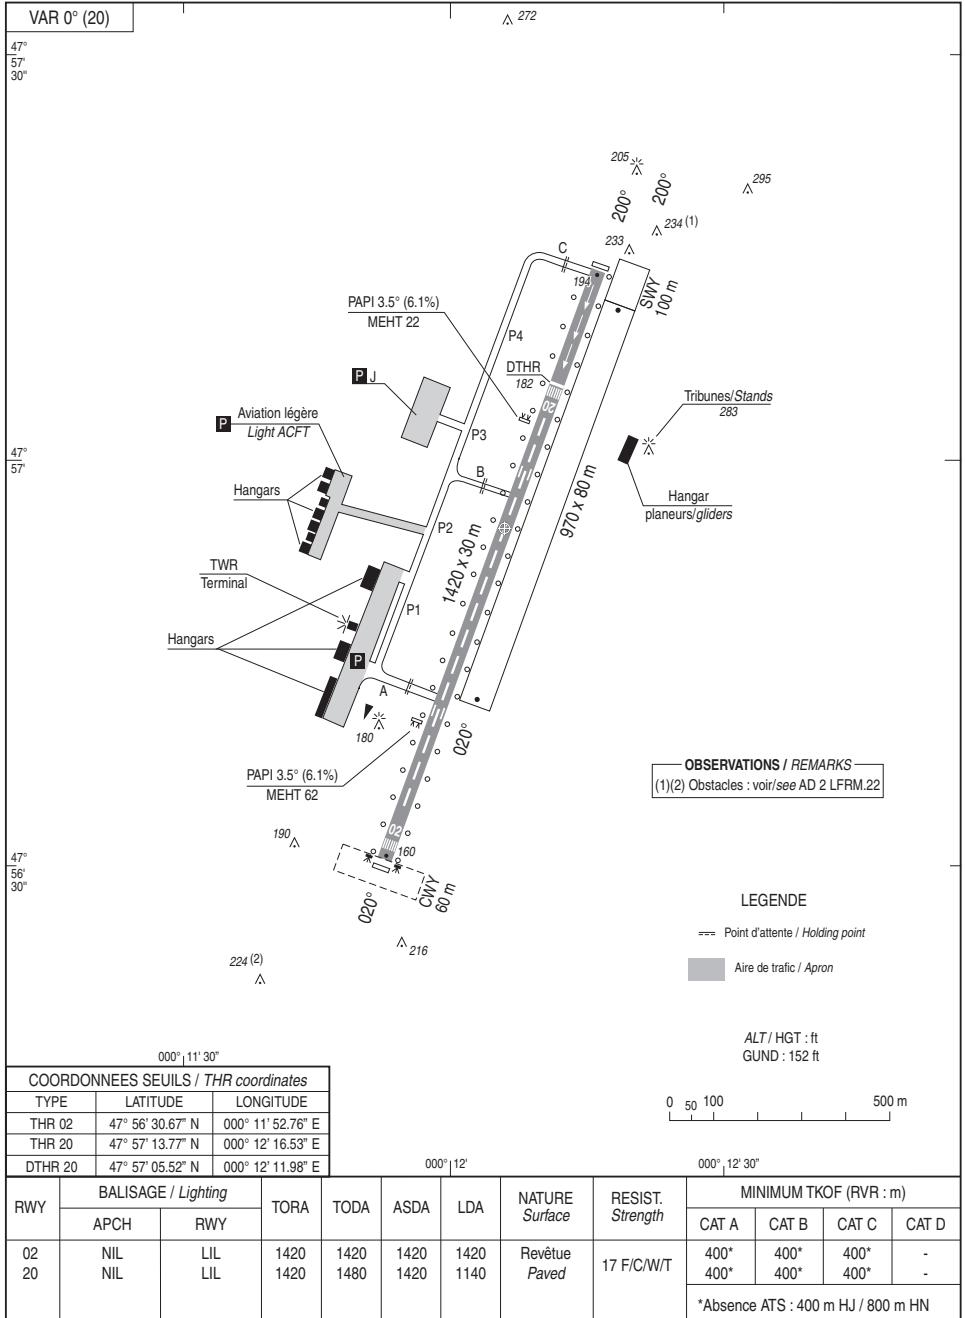 VAR 0° (20)
272
47°
57'
30"
205
295
200°
200°
234 (1)
233
C
194
SWY
100 m
PAPI 3.5° (6.1%)
MEHT 22
P4
DTHR
182
P J
20
Tribunes/Stands
283
Aviation légère
P
Light ACFT
P3
47°
57'
B
Hangars
970 x 80 m
Hangar
planeurs/gliders
P2
1420 x 30 m
TWR
Terminal
P1
Hangars
P
A
180
020°
PAPI 3.5° (6.1%)
MEHT 62
OBSERVATIONS / REMARKS
(1)(2) Obstacles : voir/see AD 2 LFRM.22
02
190
160
47°
56'
30"
CWY
60 m
020°
LEGENDE
Point d'attente / Holding point
216
224 (2)
Aire de trafic / Apron
ALT / HGT : ft
GUND : 152 ft
000° 11' 30"
0 50 100 500 m
COORDONNEES SEUILS / THR coordinates
TYPE LATITUDE LONGITUDE
THR 02 47° 56' 30.67" N 000° 11' 52.76" E
THR 20 47° 57' 13.77" N 000° 12' 16.53" E
DTHR 20 47° 57' 05.52" N 000° 12' 11.98" E
000° 12'
000° 12' 30"
RWY BALISAGE / Lighting TORA TODA ASDA LDA NATURE RESIST. MINIMUM TKOF (RVR : m)
APCH RWY Surface Strength CAT A CAT B CAT C CAT D
02 NIL LIL 1420 1420 1420 1420 Revêtue 17 F/C/W/T 400* 400* 400* -
20 NIL LIL 1420 1480 1420 1140 Paved 400* 400* 400* -
*Absence ATS : 400 m HJ / 800 m HN